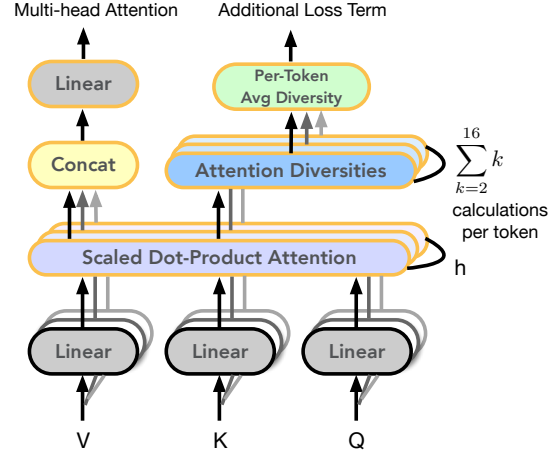 Multi-head Attention
Additional Loss Term
Linear
Per-Token
Avg Diversity
Concat
Attention Diversities
16
∑ k
k=2
calculations
per token
Scaled Dot-Product Attention
h
Linear
Linear
Linear
V
K
Q